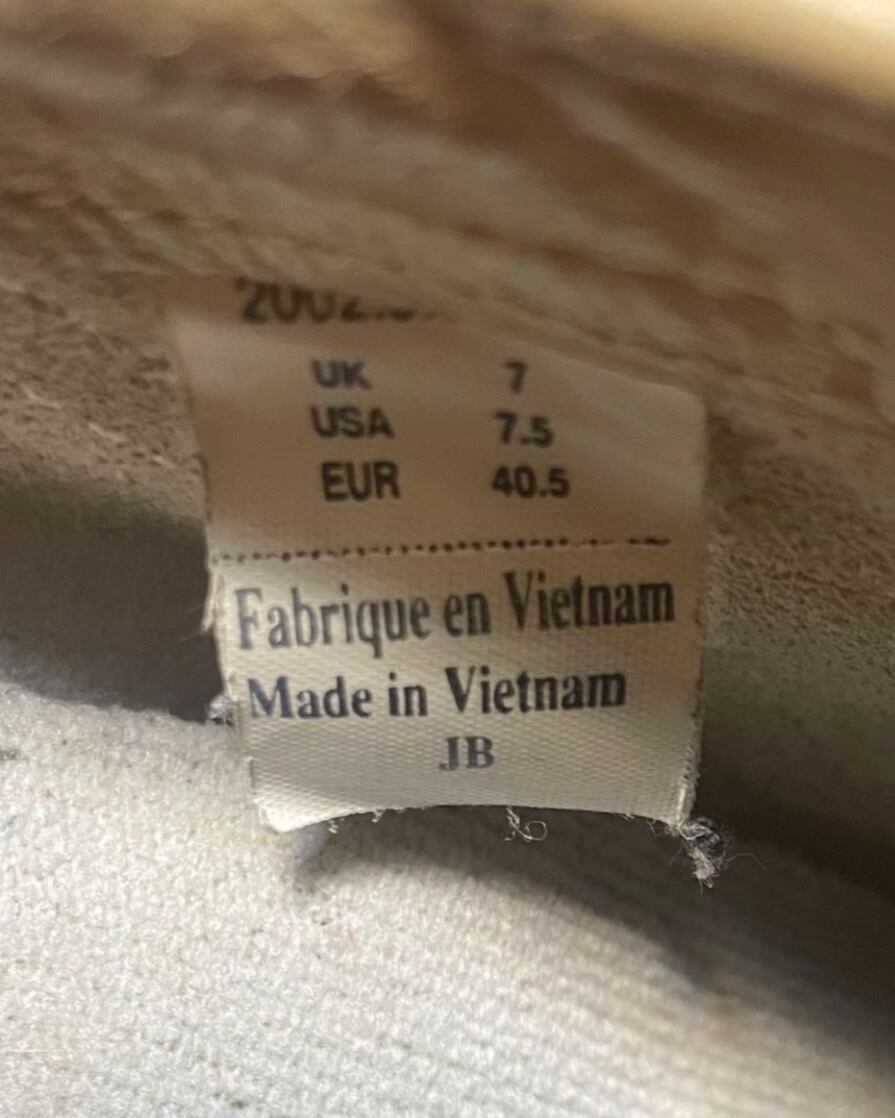 UK 7
USA 7.5
EUR 40.5
Fabrique en Vietnam
Made in Vietnam
JB